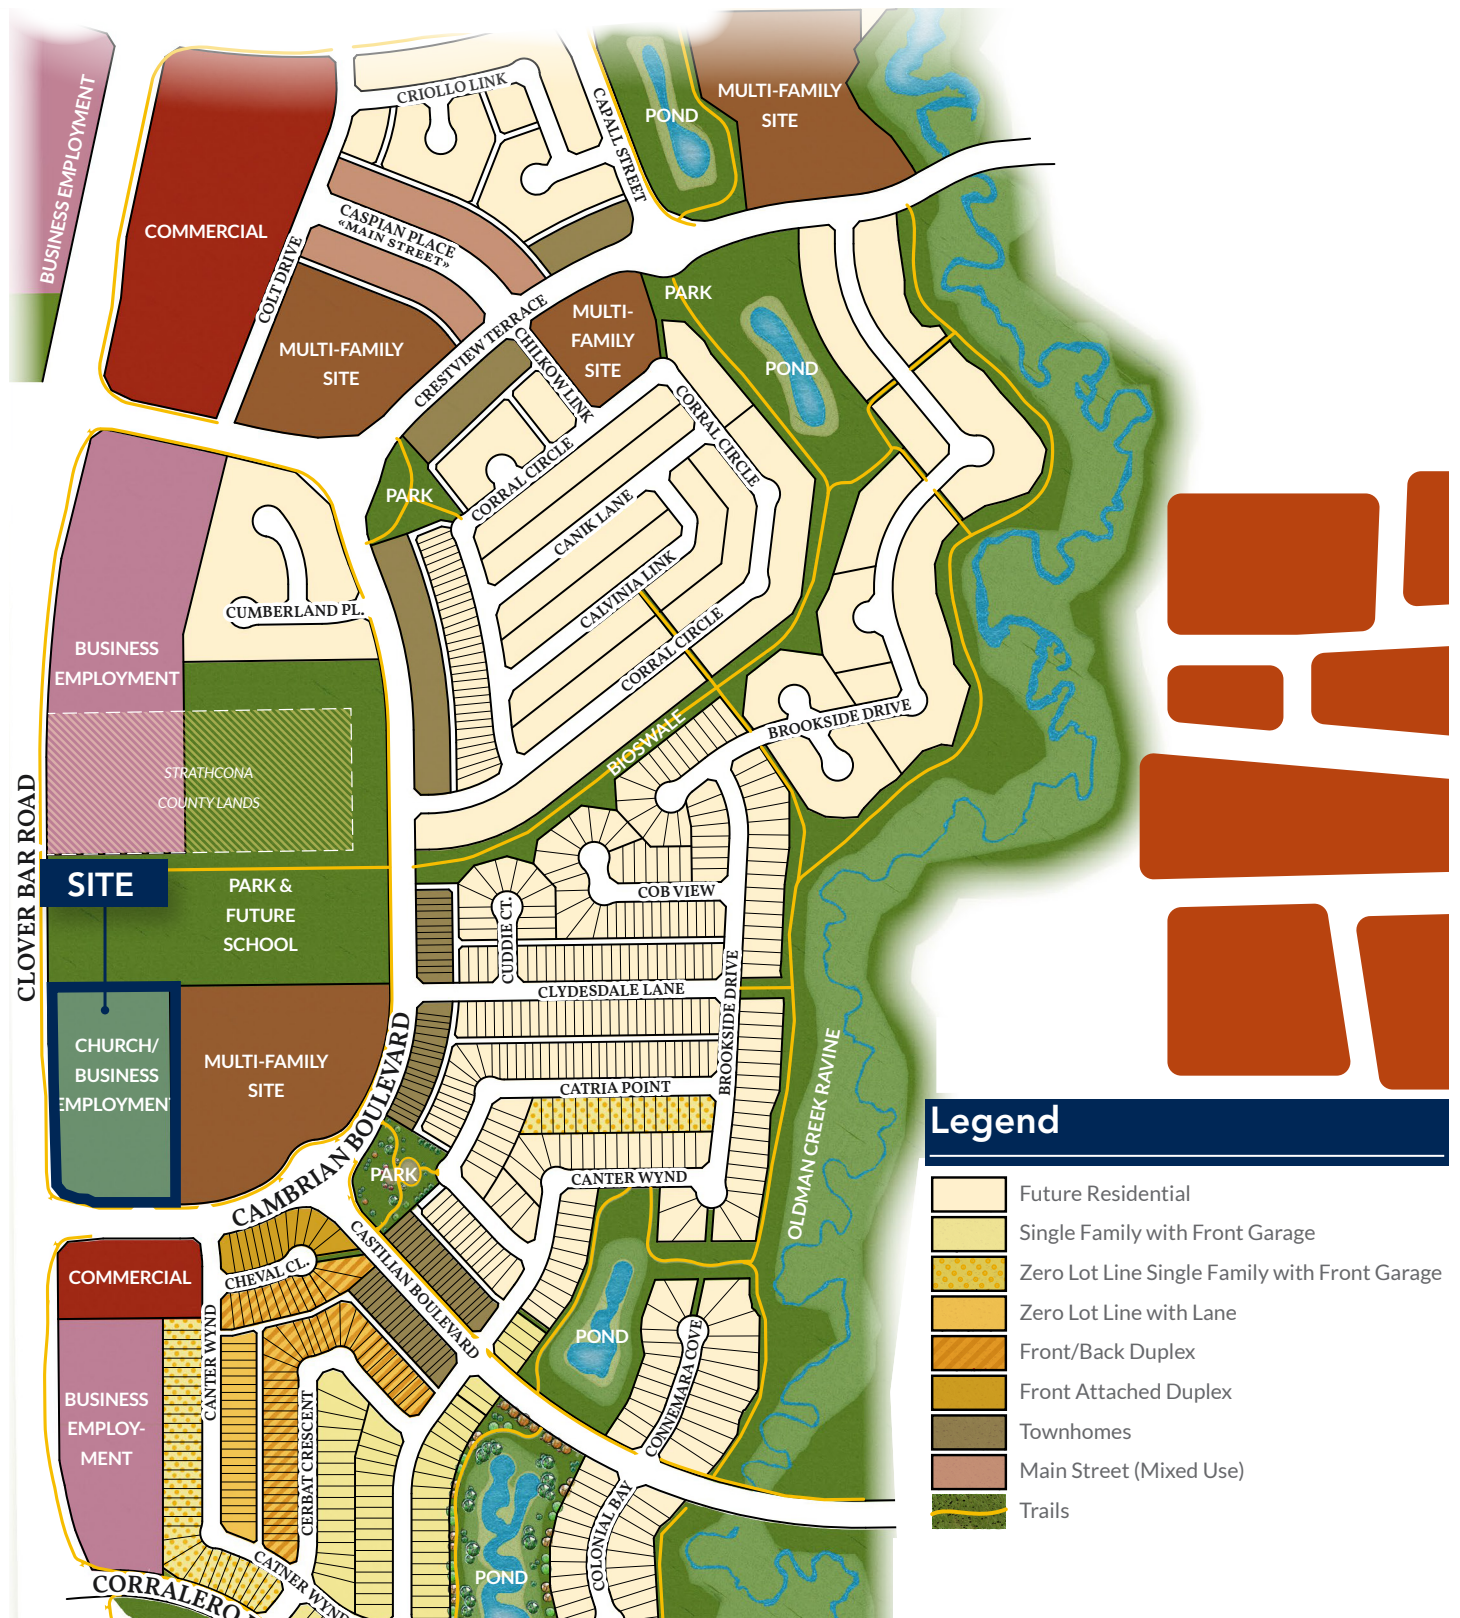 BUSINESS EMPLOYMENT
COMMERCIAL
COLT DRIVE
CRIOLLO LINK
CAPALL STREET
POND
MULTI-FAMILY
SITE
CASPIAN PLACE
«MAIN STREET»
MULTI-FAMILY
SITE
CRESTVIEW TERRACE
MULTI-
FAMILY
SITE
PARK
POND
CHILKOW LINK
CORRAL CIRCLE
CORRAL CIRCLE
PARK
CANIK LANE
CALVINIA LINK
CORRAL CIRCLE
CUMBERLAND PL.
BUSINESS
EMPLOYMENT
BIOSWALE
BROOKSIDE DRIVE
STRATHCONA
COUNTY LANDS
CLOVER BAR ROAD
SITE
PARK &
FUTURE
SCHOOL
CUDDIE CT.
COB VIEW
CLYDESDALE LANE
BROOKSIDE DRIVE
CHURCH/
BUSINESS
EMPLOYMENT
MULTI-FAMILY
SITE
CAMBRIAN BOULEVARD
CATRIA POINT
CANTER WYND
PARK
OLDMAN CREEK RAVINE
COMMERCIAL
CHEVAL CL.
CASTILIAN BOULEVARD
CANTER WYND
POND
CONNEMARA COVE
BUSINESS
EMPLOY-
MENT
CERBAT CRESCENT
CATNER WYND
CORRALERO
POND
COLONIAL BAY
Legend
Future Residential
Single Family with Front Garage
Zero Lot Line Single Family with Front Garage
Zero Lot Line with Lane
Front/Back Duplex
Front Attached Duplex
Townhomes
Main Street (Mixed Use)
Trails